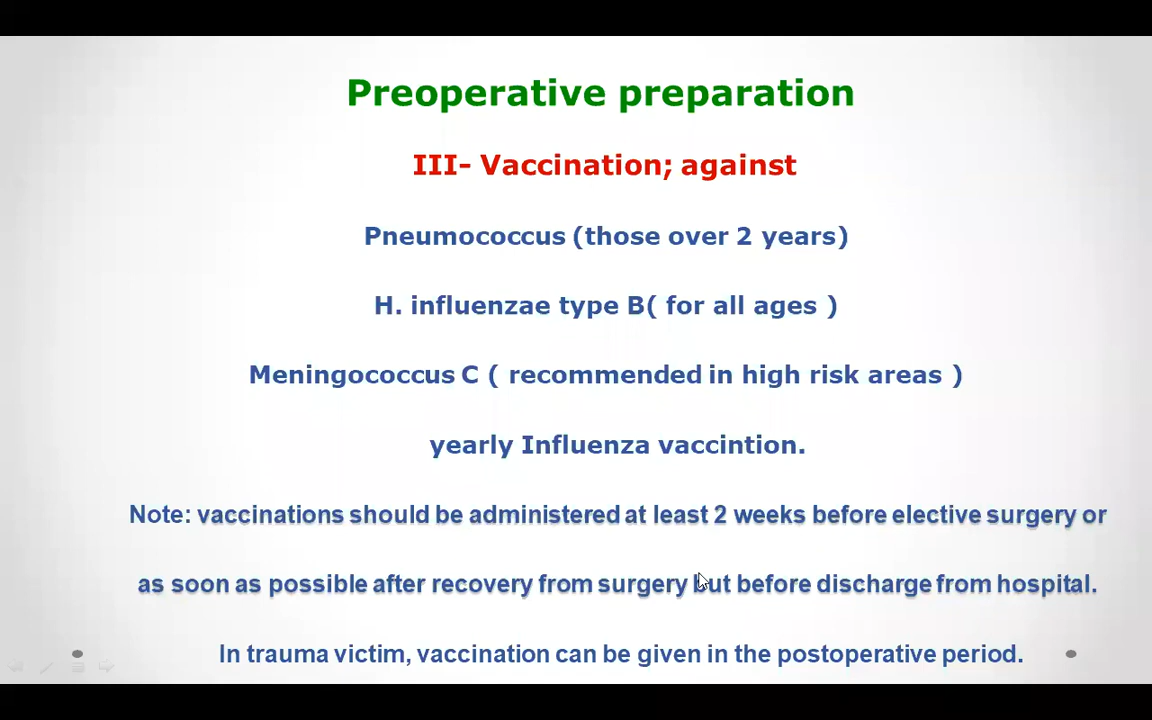 Preoperative preparation
III- Vaccination; against
Pneumococcus (those over 2 years)
H. influenzae type B( for all ages )
Meningococcus C ( recommended in high risk areas )
yearly Influenza vaccintion.
Note: vaccinations should be administered at least 2 weeks before elective surgery or
as soon as possible after recovery from surgery but before discharge from hospital.
In trauma victim, vaccination can be given in the postoperative period.